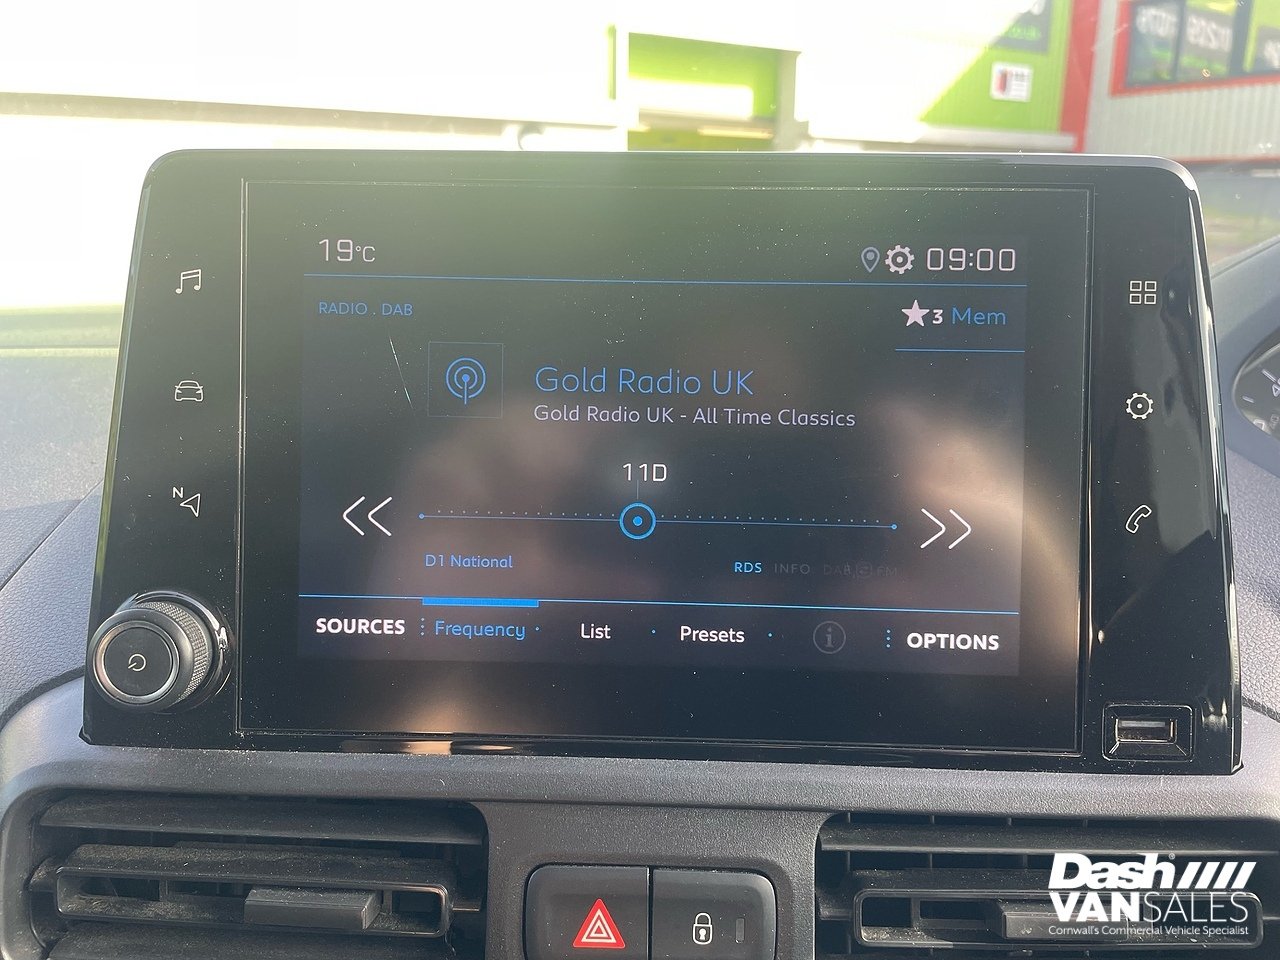 19°C
09:00
RADIO . DAB
3 Mem
Gold Radio UK
Gold Radio UK - All Time Classics
11D
D1 National
RDS INFO
FM
SOURCES Frequency List Presets OPTIONS
N
Dash
VANSALES
Cornwall's Commercial Vehicle Specialist